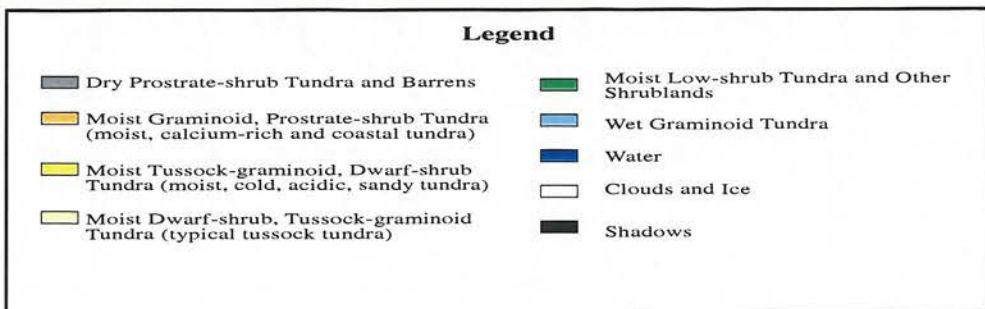 Legend
Dry Prostrate-shrub Tundra and Barrens
Moist Graminoid, Prostrate-shrub Tundra
(moist, calcium-rich and coastal tundra)
Moist Tussock-graminoid, Dwarf-shrub
Tundra (moist, cold, acidic, sandy tundra)
Moist Dwarf-shrub, Tussock-graminoid
Tundra (typical tussock tundra)
Moist Low-shrub Tundra and Other
Shrublands
Wet Graminoid Tundra
Water
Clouds and Ice
Shadows